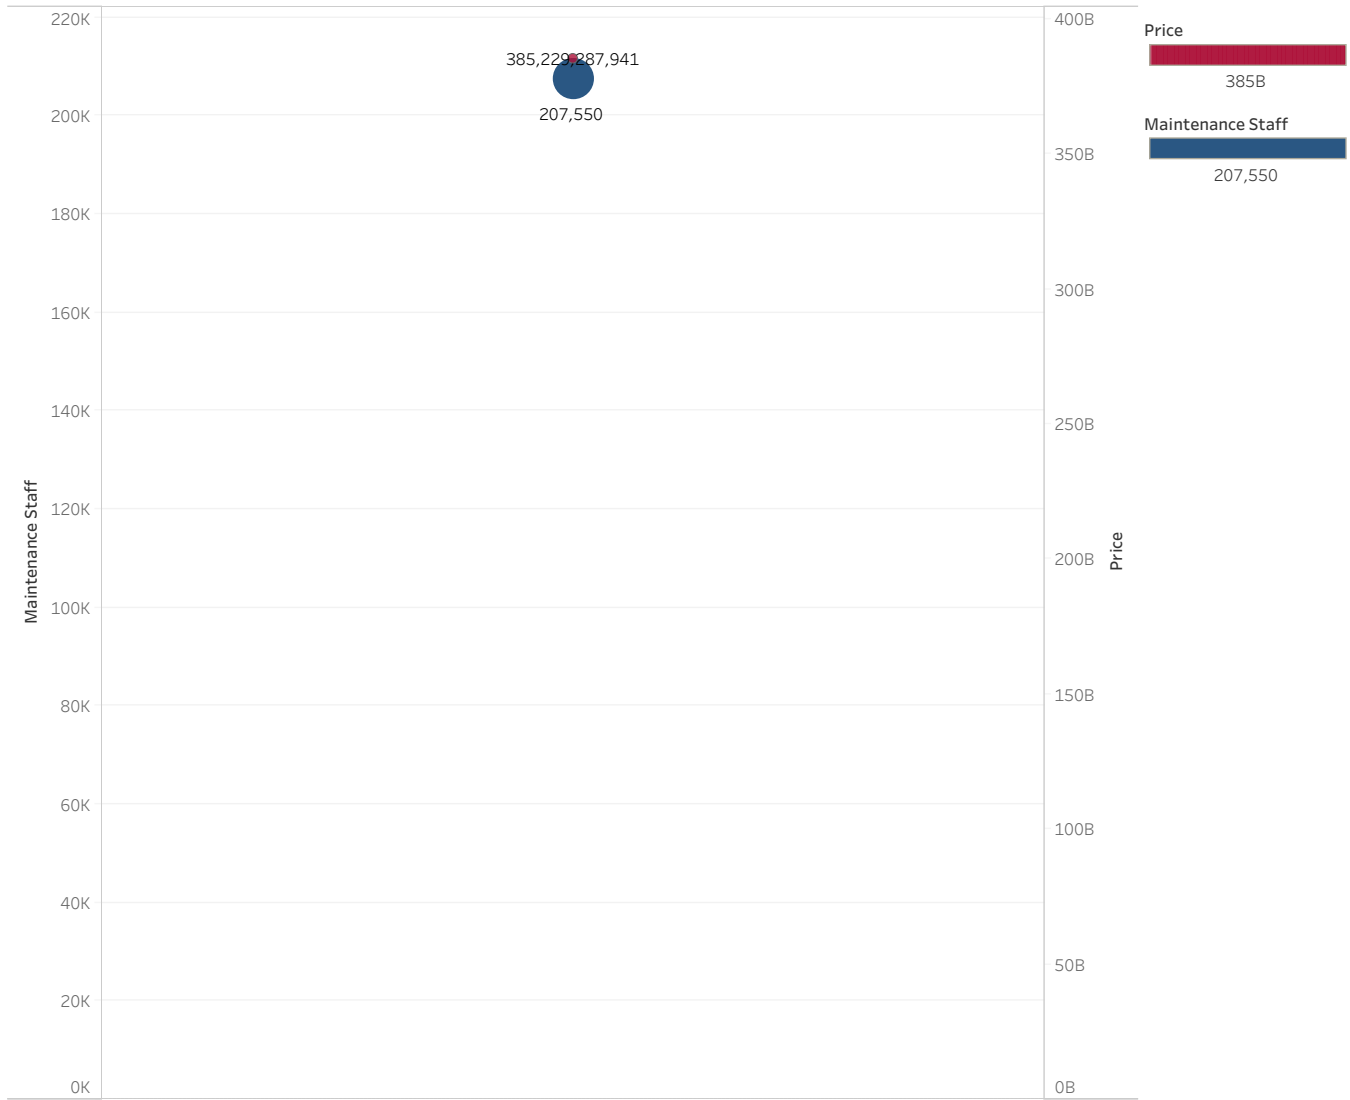 220K
200K
180K
160K
140K
120K
100K
80K
60K
40K
20K
0K
Maintenance Staff
385,229,287,941
207,550
400B
350B
300B
250B
200B
150B
100B
50B
0B
Price
Price
385B
Maintenance Staff
207,550